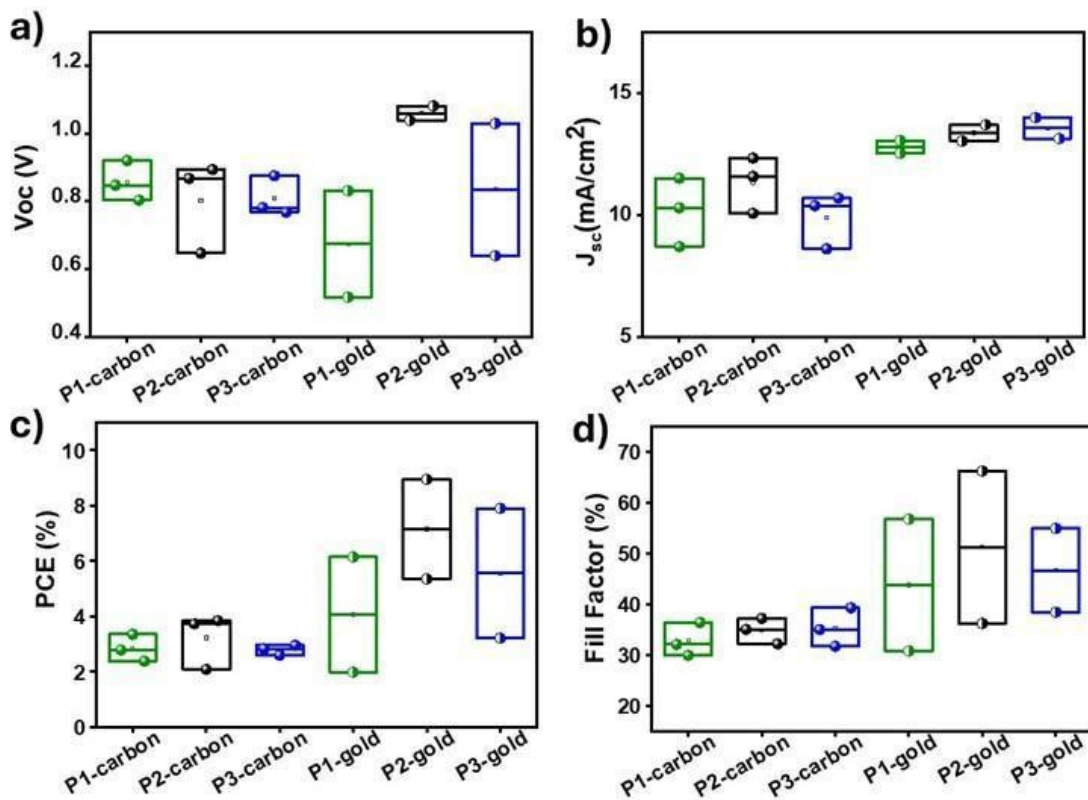 a)
Voc (V)
1.2
1.0
0.8
0.6
0.4
P1-carbon
P2-carbon
P3-carbon
P1-gold
P2-gold
P3-gold
b)
Jsc(mA/cm2)
15
10
5
P1-carbon
P2-carbon
P3-carbon
P1-gold
P2-gold
P3-gold
c)
PCE (%)
10
8
6
4
2
0
P1-carbon
P2-carbon
P3-carbon
P1-gold
P2-gold
P3-gold
d)
Fill Factor (%)
70
60
50
40
30
20
P1-carbon
P2-carbon
P3-carbon
P1-gold
P2-gold
P3-gold